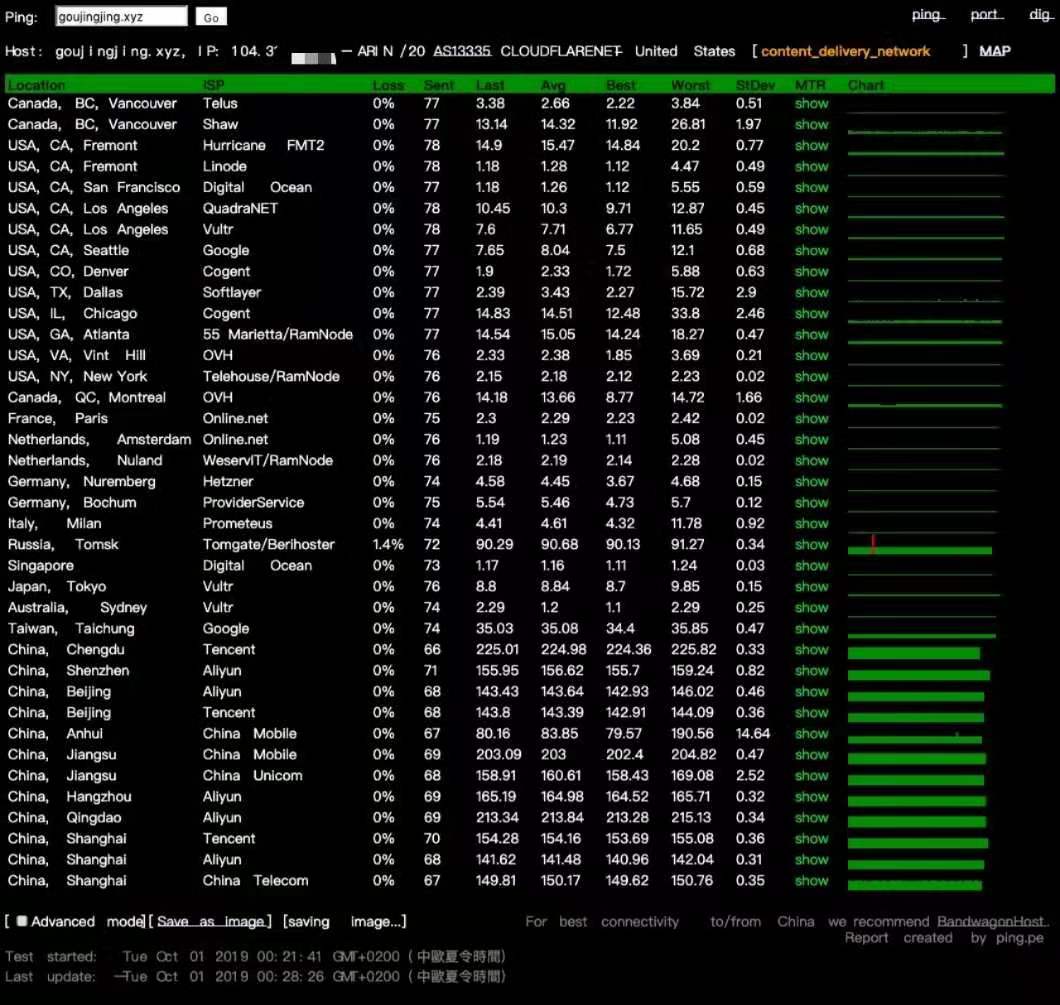 Ping: goujingjing.xyz Go ping port dig
Host: goujingjing.xyz, IP: 104.3 — ARIN /20 AS13335 CLOUDFLARENET United States [ content_delivery_network ] MAP
Location ISP Loss Sent Last Avg Best Worst StDev MTR Chart
Canada, BC, Vancouver Telus 0% 77 3.38 2.66 2.22 3.84 0.51 show
Canada, BC, Vancouver Shaw 0% 77 13.14 14.32 11.92 26.81 1.97 show
USA, CA, Fremont Hurricane FMT2 0% 78 14.9 15.47 14.84 20.2 0.77 show
USA, CA, Fremont Linode 0% 78 1.18 1.28 1.12 4.47 0.49 show
USA, CA, San Francisco Digital Ocean 0% 77 1.18 1.26 1.12 5.55 0.59 show
USA, CA, Los Angeles QuadraNET 0% 78 10.45 10.3 9.71 12.87 0.45 show
USA, CA, Los Angeles Vultr 0% 78 7.6 7.71 6.77 11.65 0.49 show
USA, CA, Seattle Google 0% 77 7.65 8.04 7.5 12.1 0.68 show
USA, CO, Denver Cogent 0% 77 1.9 2.33 1.72 5.88 0.63 show
USA, TX, Dallas Softlayer 0% 77 2.39 3.43 2.27 15.72 2.9 show
USA, IL, Chicago Cogent 0% 77 14.83 14.51 12.48 33.8 2.46 show
USA, GA, Atlanta 55 Marietta/RamNode 0% 77 14.54 15.05 14.24 18.27 0.47 show
USA, VA, Vint Hill OVH 0% 76 2.33 2.38 1.85 3.69 0.21 show
USA, NY, New York Telehouse/RamNode 0% 76 2.15 2.18 2.12 2.23 0.02 show
Canada, QC, Montreal OVH 0% 76 14.18 13.66 8.77 14.72 1.66 show
France, Paris Online.net 0% 75 2.3 2.29 2.23 2.42 0.02 show
Netherlands, Amsterdam Online.net 0% 76 1.19 1.23 1.11 5.08 0.45 show
Netherlands, Nuland WeservIT/RamNode 0% 76 2.18 2.19 2.14 2.28 0.02 show
Germany, Nuremberg Hetzner 0% 74 4.58 4.45 3.67 4.68 0.15 show
Germany, Bochum ProviderService 0% 75 5.54 5.46 4.73 5.7 0.12 show
Italy, Milan Prometeus 0% 74 4.41 4.61 4.32 11.78 0.92 show
Russia, Tomsk Tomgate/Berihoster 1.4% 72 90.29 90.68 90.13 91.27 0.34 show
Singapore Digital Ocean 0% 73 1.17 1.16 1.11 1.24 0.03 show
Japan, Tokyo Vultr 0% 76 8.8 8.84 8.7 9.85 0.15 show
Australia, Sydney Vultr 0% 74 2.29 1.2 1.1 2.29 0.25 show
Taiwan, Taichung Google 0% 74 35.03 35.08 34.4 35.85 0.47 show
China, Chengdu Tencent 0% 66 225.01 224.98 224.36 225.82 0.33 show
China, Shenzhen Aliyun 0% 71 155.95 156.62 155.7 159.24 0.82 show
China, Beijing Aliyun 0% 68 143.43 143.64 142.93 146.02 0.46 show
China, Beijing Tencent 0% 68 143.8 143.39 142.91 144.09 0.36 show
China, Anhui China Mobile 0% 67 80.16 83.85 79.57 190.56 14.64 show
China, Jiangsu China Mobile 0% 69 203.09 203 202.4 204.82 0.47 show
China, Jiangsu China Unicom 0% 68 158.91 160.61 158.43 169.08 2.52 show
China, Hangzhou Aliyun 0% 69 165.19 164.98 164.52 165.71 0.32 show
China, Qingdao Aliyun 0% 69 213.34 213.84 213.28 215.13 0.34 show
China, Shanghai Tencent 0% 70 154.28 154.16 153.69 155.08 0.36 show
China, Shanghai Aliyun 0% 68 141.62 141.48 140.96 142.04 0.31 show
China, Shanghai China Telecom 0% 67 149.81 150.17 149.62 150.76 0.35 show
[ Advanced mode] [ Save as image ] [saving image...] For best connectivity to/from China we recommend BandwagonHost
Report created by ping.pe
Test started: Tue Oct 01 2019 00:21:41 GMT+0200 (中歐夏令時間)
Last update: —Tue Oct 01 2019 00:28:26 GMT+0200 (中歐夏令時間)